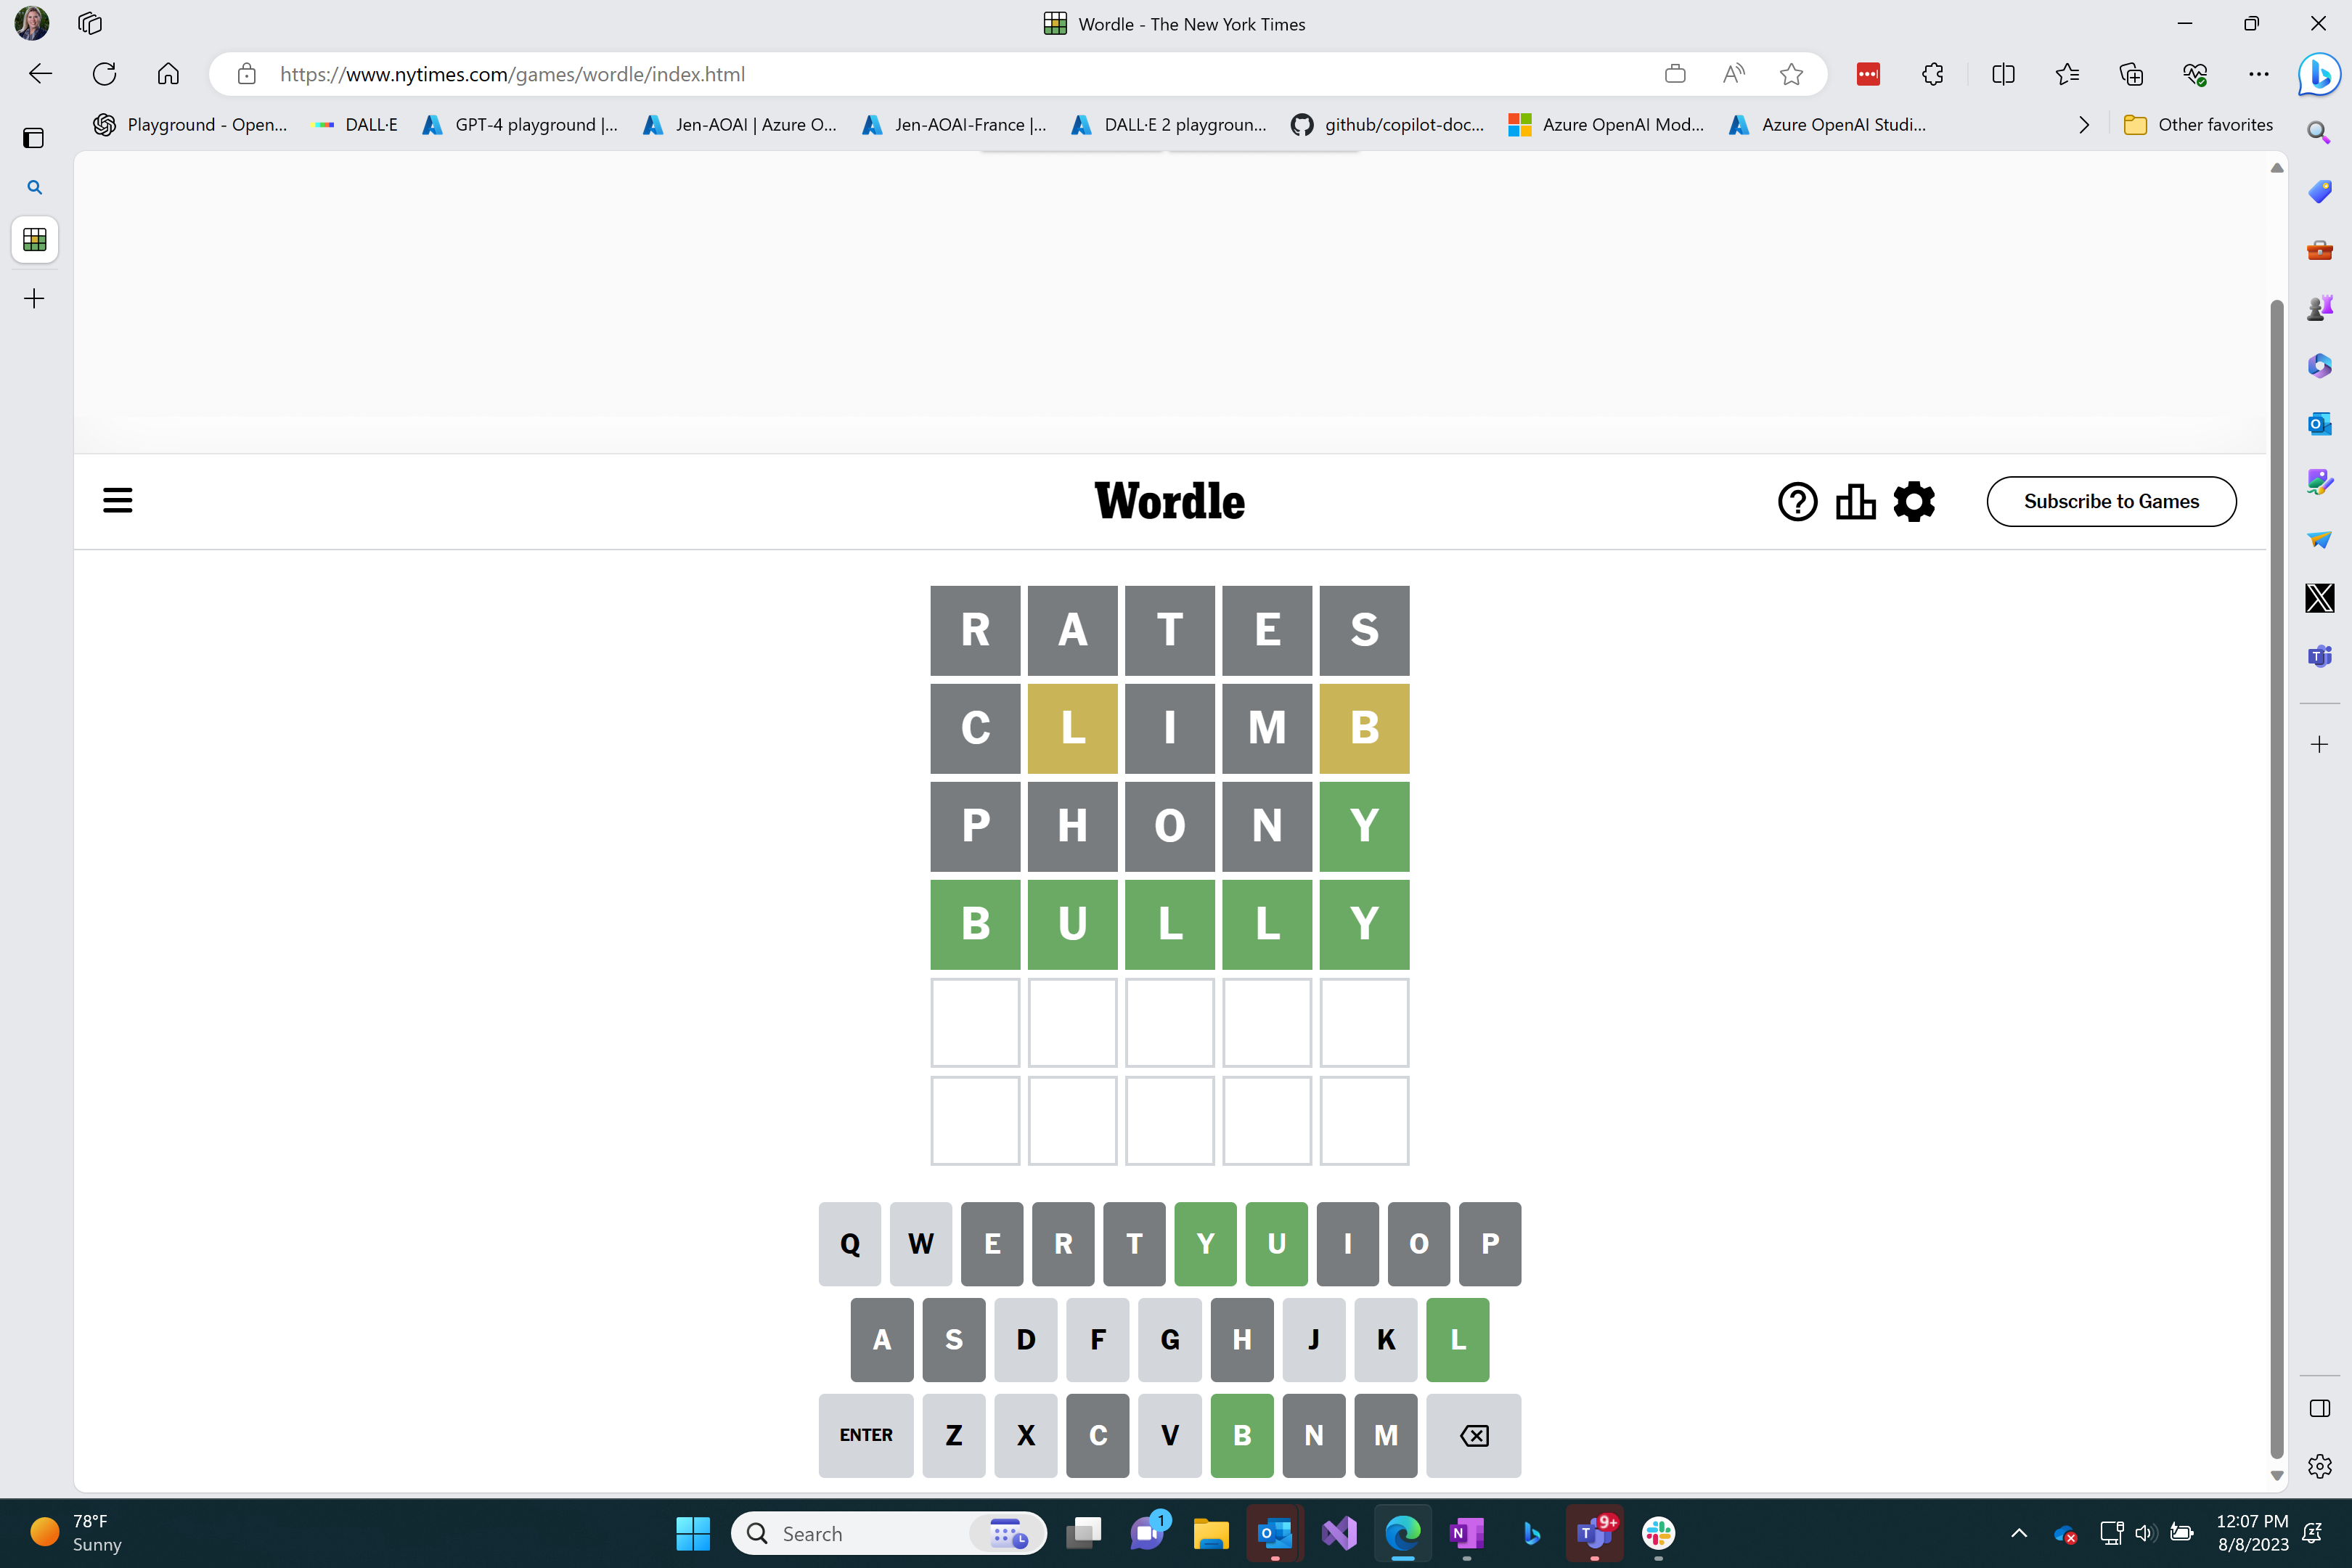 Wordle - The New York Times
https://www.nytimes.com/games/wordle/index.html
Playground - Open... DALL·E GPT-4 playground |... Jen-AOAI | Azure O... Jen-AOAI-France |... DALL·E 2 playgroun... github/copilot-doc... Azure OpenAI Mod... Azure OpenAI Studi... Other favorites
Wordle
Subscribe to Games
R A T E S
C L I M B
P H O N Y
B U L L Y
Q W E R T Y U I O P
A S D F G H J K L
ENTER Z X C V B N M
78°F
Sunny
Search
1
9+
12:07 PM
8/8/2023